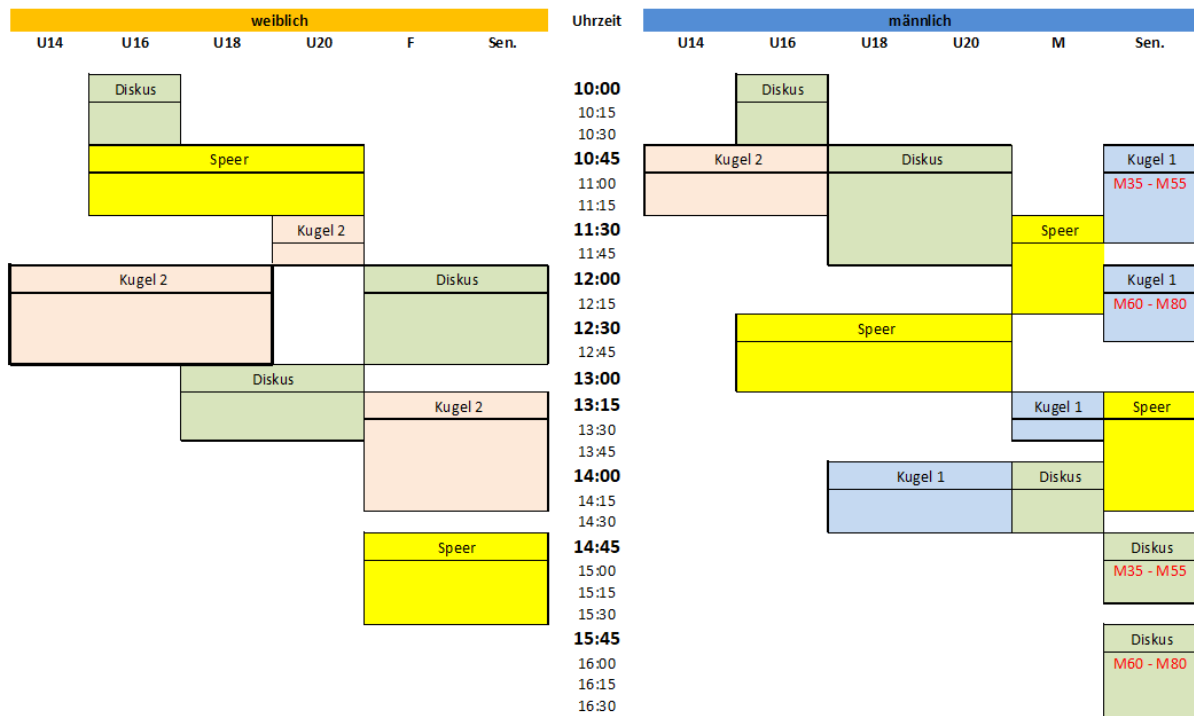 weiblich Uhrzeit männlich
U14 U16 U18 U20 F Sen. U14 U16 U18 U20 M Sen.
Diskus 10:00 Diskus
10:15
10:30
Speer 10:45 Kugel 2 Diskus Kugel 1
11:00 M35 - M55
11:15
Kugel 2 11:30 Speer
11:45
Kugel 2 Diskus 12:00 Kugel 1
12:15 M60 - M80
12:30 Speer
12:45
Diskus 13:00
Kugel 2 13:15 Kugel 1 Speer
13:30
13:45
14:00 Kugel 1 Diskus
14:15
14:30
Speer 14:45 Diskus
15:00 M35 - M55
15:15
15:30
15:45 Diskus
16:00 M60 - M80
16:15
16:30